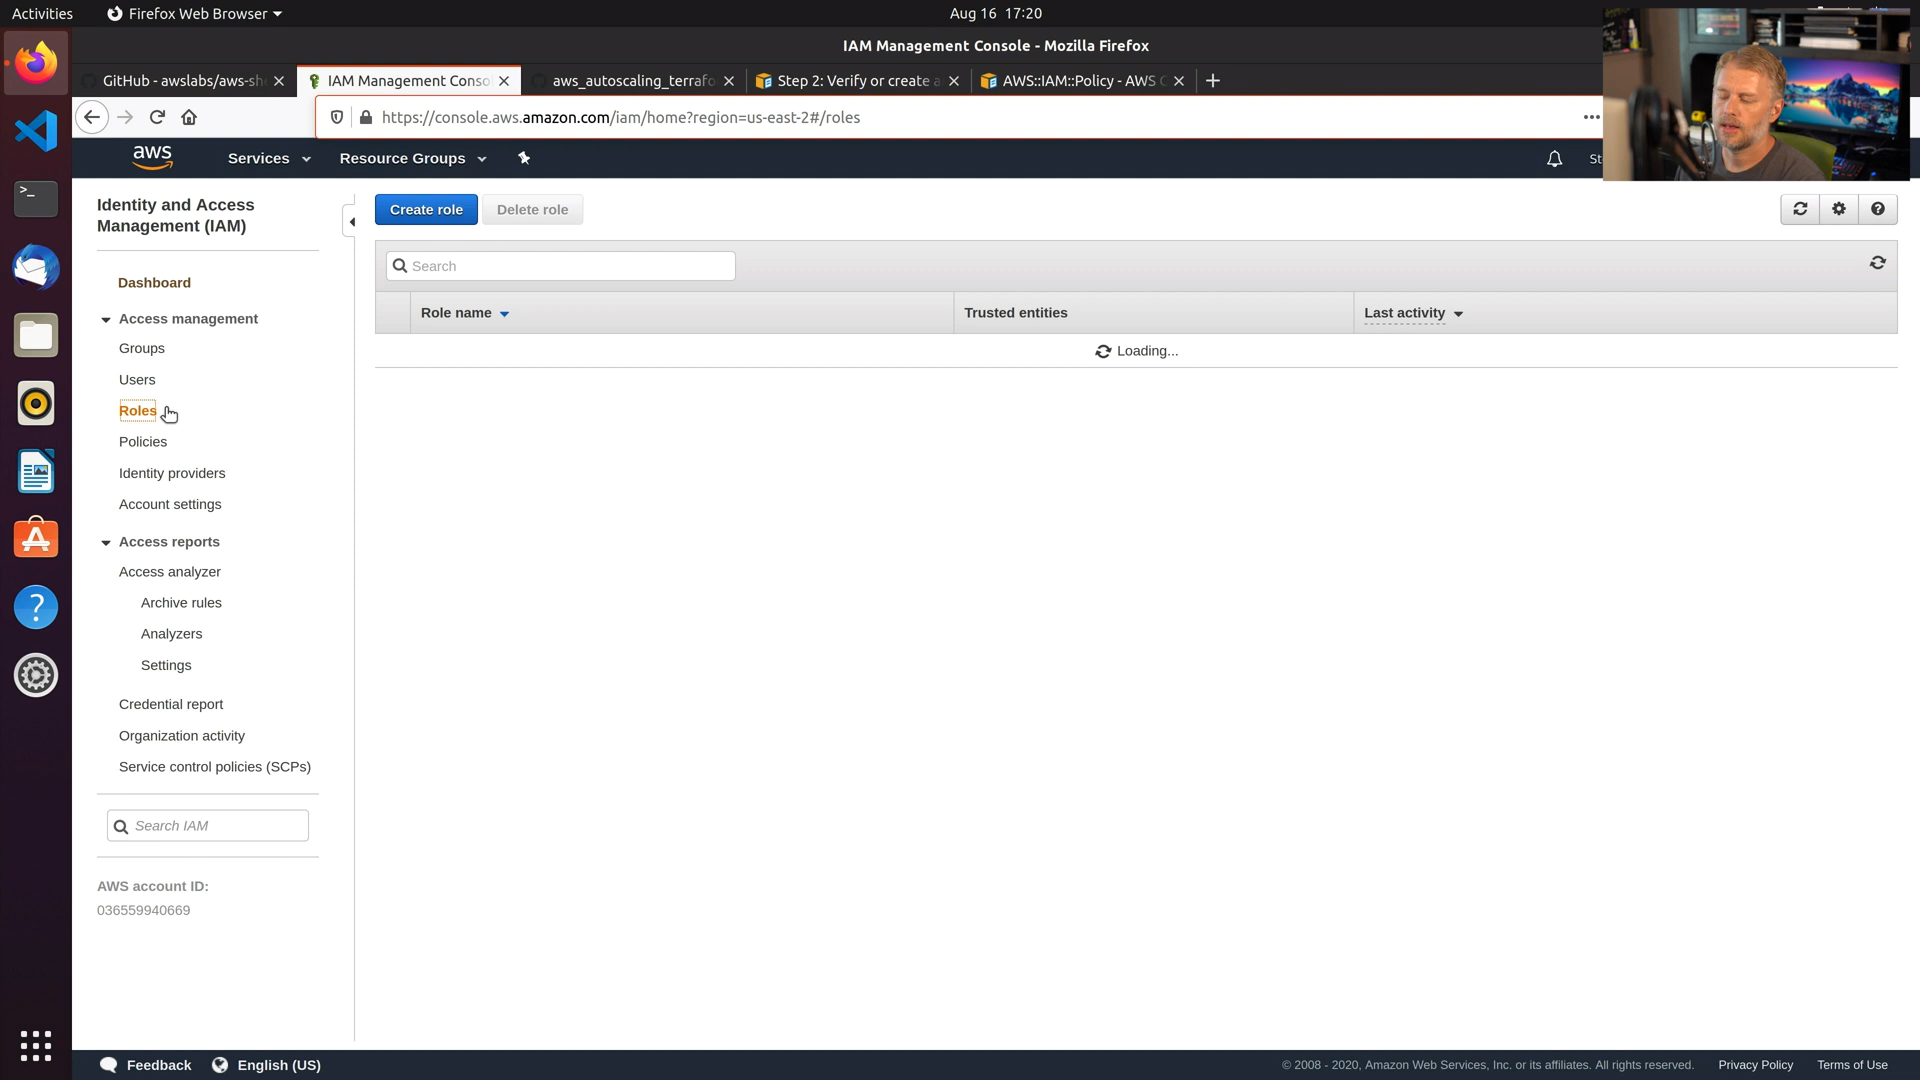 Activities
Firefox Web Browser
Aug 16 17:20
IAM Management Console - Mozilla Firefox
GitHub - awslabs/aws-sh
IAM Management Conso
aws_autoscaling_terrafo
Step 2: Verify or create a
AWS::IAM::Policy - AWS C
https://console.aws.amazon.com/iam/home?region=us-east-2#/roles
aws
Services
Resource Groups
St
Identity and Access
Management (IAM)
Create role
Delete role
Search
Dashboard
Role name
Trusted entities
Last activity
Access management
Groups
Loading...
Users
Roles
Policies
Identity providers
Account settings
Access reports
Access analyzer
Archive rules
Analyzers
Settings
Credential report
Organization activity
Service control policies (SCPs)
Search IAM
AWS account ID:
036559940669
Feedback
English (US)
© 2008 - 2020, Amazon Web Services, Inc. or its affiliates. All rights reserved.
Privacy Policy
Terms of Use